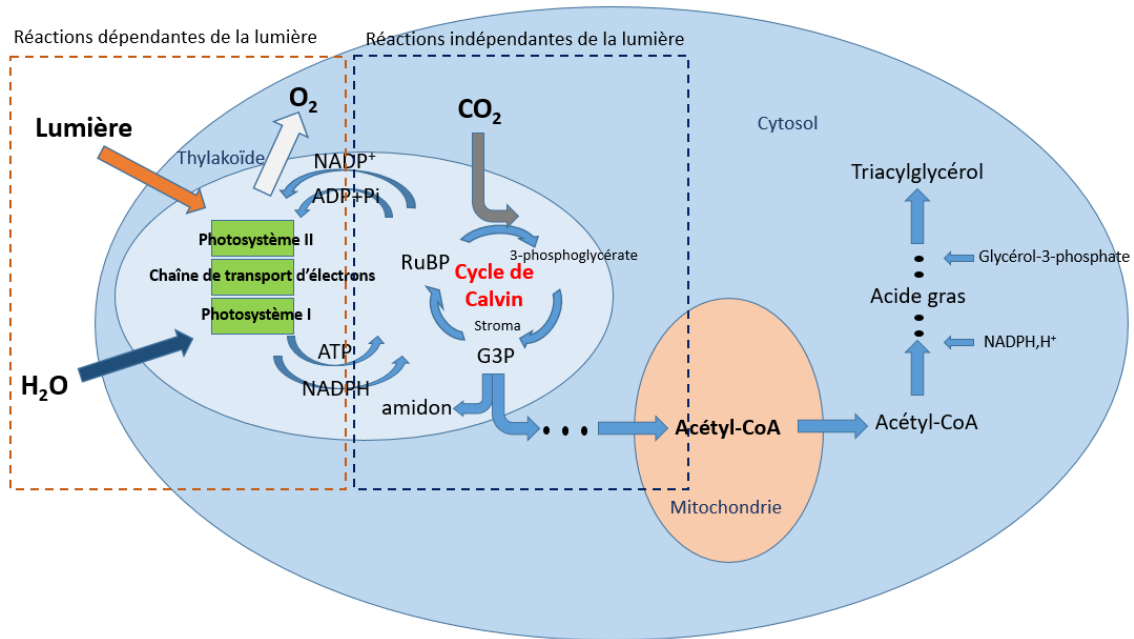 Réactions dépendantes de la lumière
Réactions indépendantes de la lumière
O₂
CO₂
Lumière
Cytosol
Thylakoïde
NADP⁺
ADP+Pi
Triacylglycérol
Photosystème II
3-phosphoglycérate
Glycérol-3-phosphate
RuBP
Cycle de
Calvin
Chaîne de transport d'électrons
Acide gras
Photosystème I
Stroma
ATP
G3P
NADPH,H⁺
H₂O
NADPH
amidon
Acétyl-CoA
Acétyl-CoA
Mitochondrie